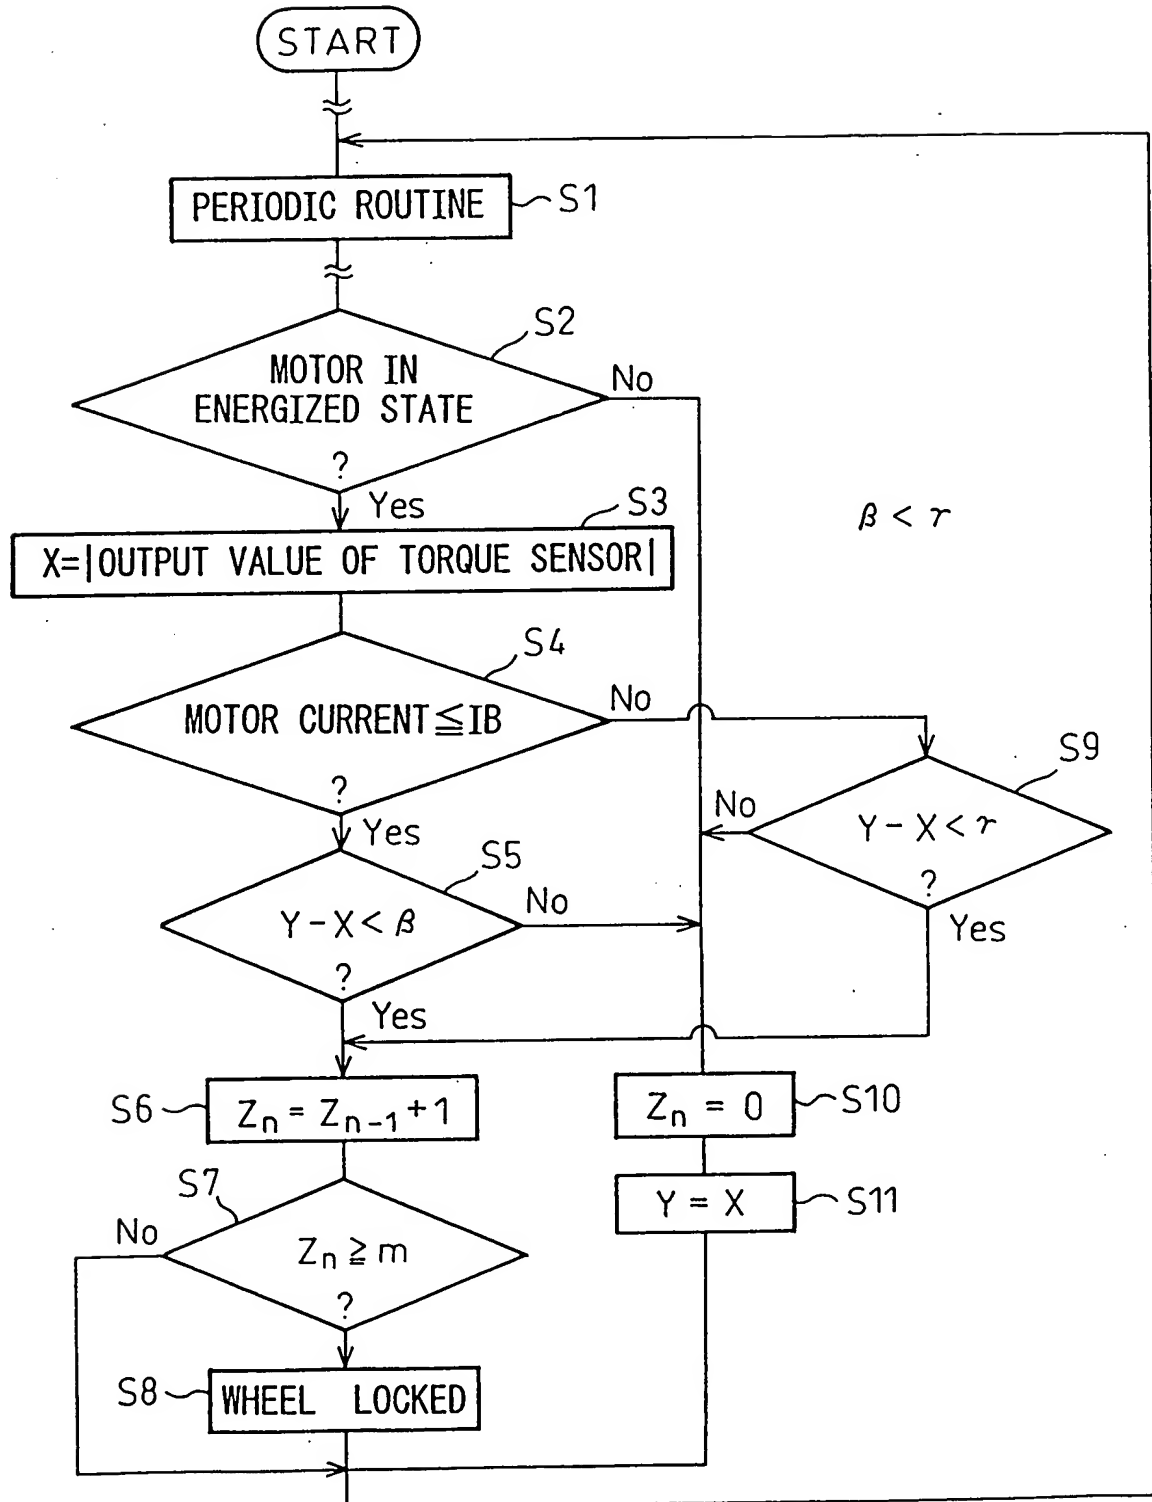 START
PERIODIC ROUTINE
S1
S2
MOTOR IN
ENERGIZED STATE
?
No
Yes
S3
β < γ
X=|OUTPUT VALUE OF TORQUE SENSOR|
S4
MOTOR CURRENT≦IB
?
No
Yes
S9
Y-X<γ
?
No
Yes
S5
Y-X<β
?
No
Yes
S6
Zn=Zn-1+1
S10
Zn = 0
S7
Y = X
S11
No
Zn≧m
?
S8
WHEEL LOCKED